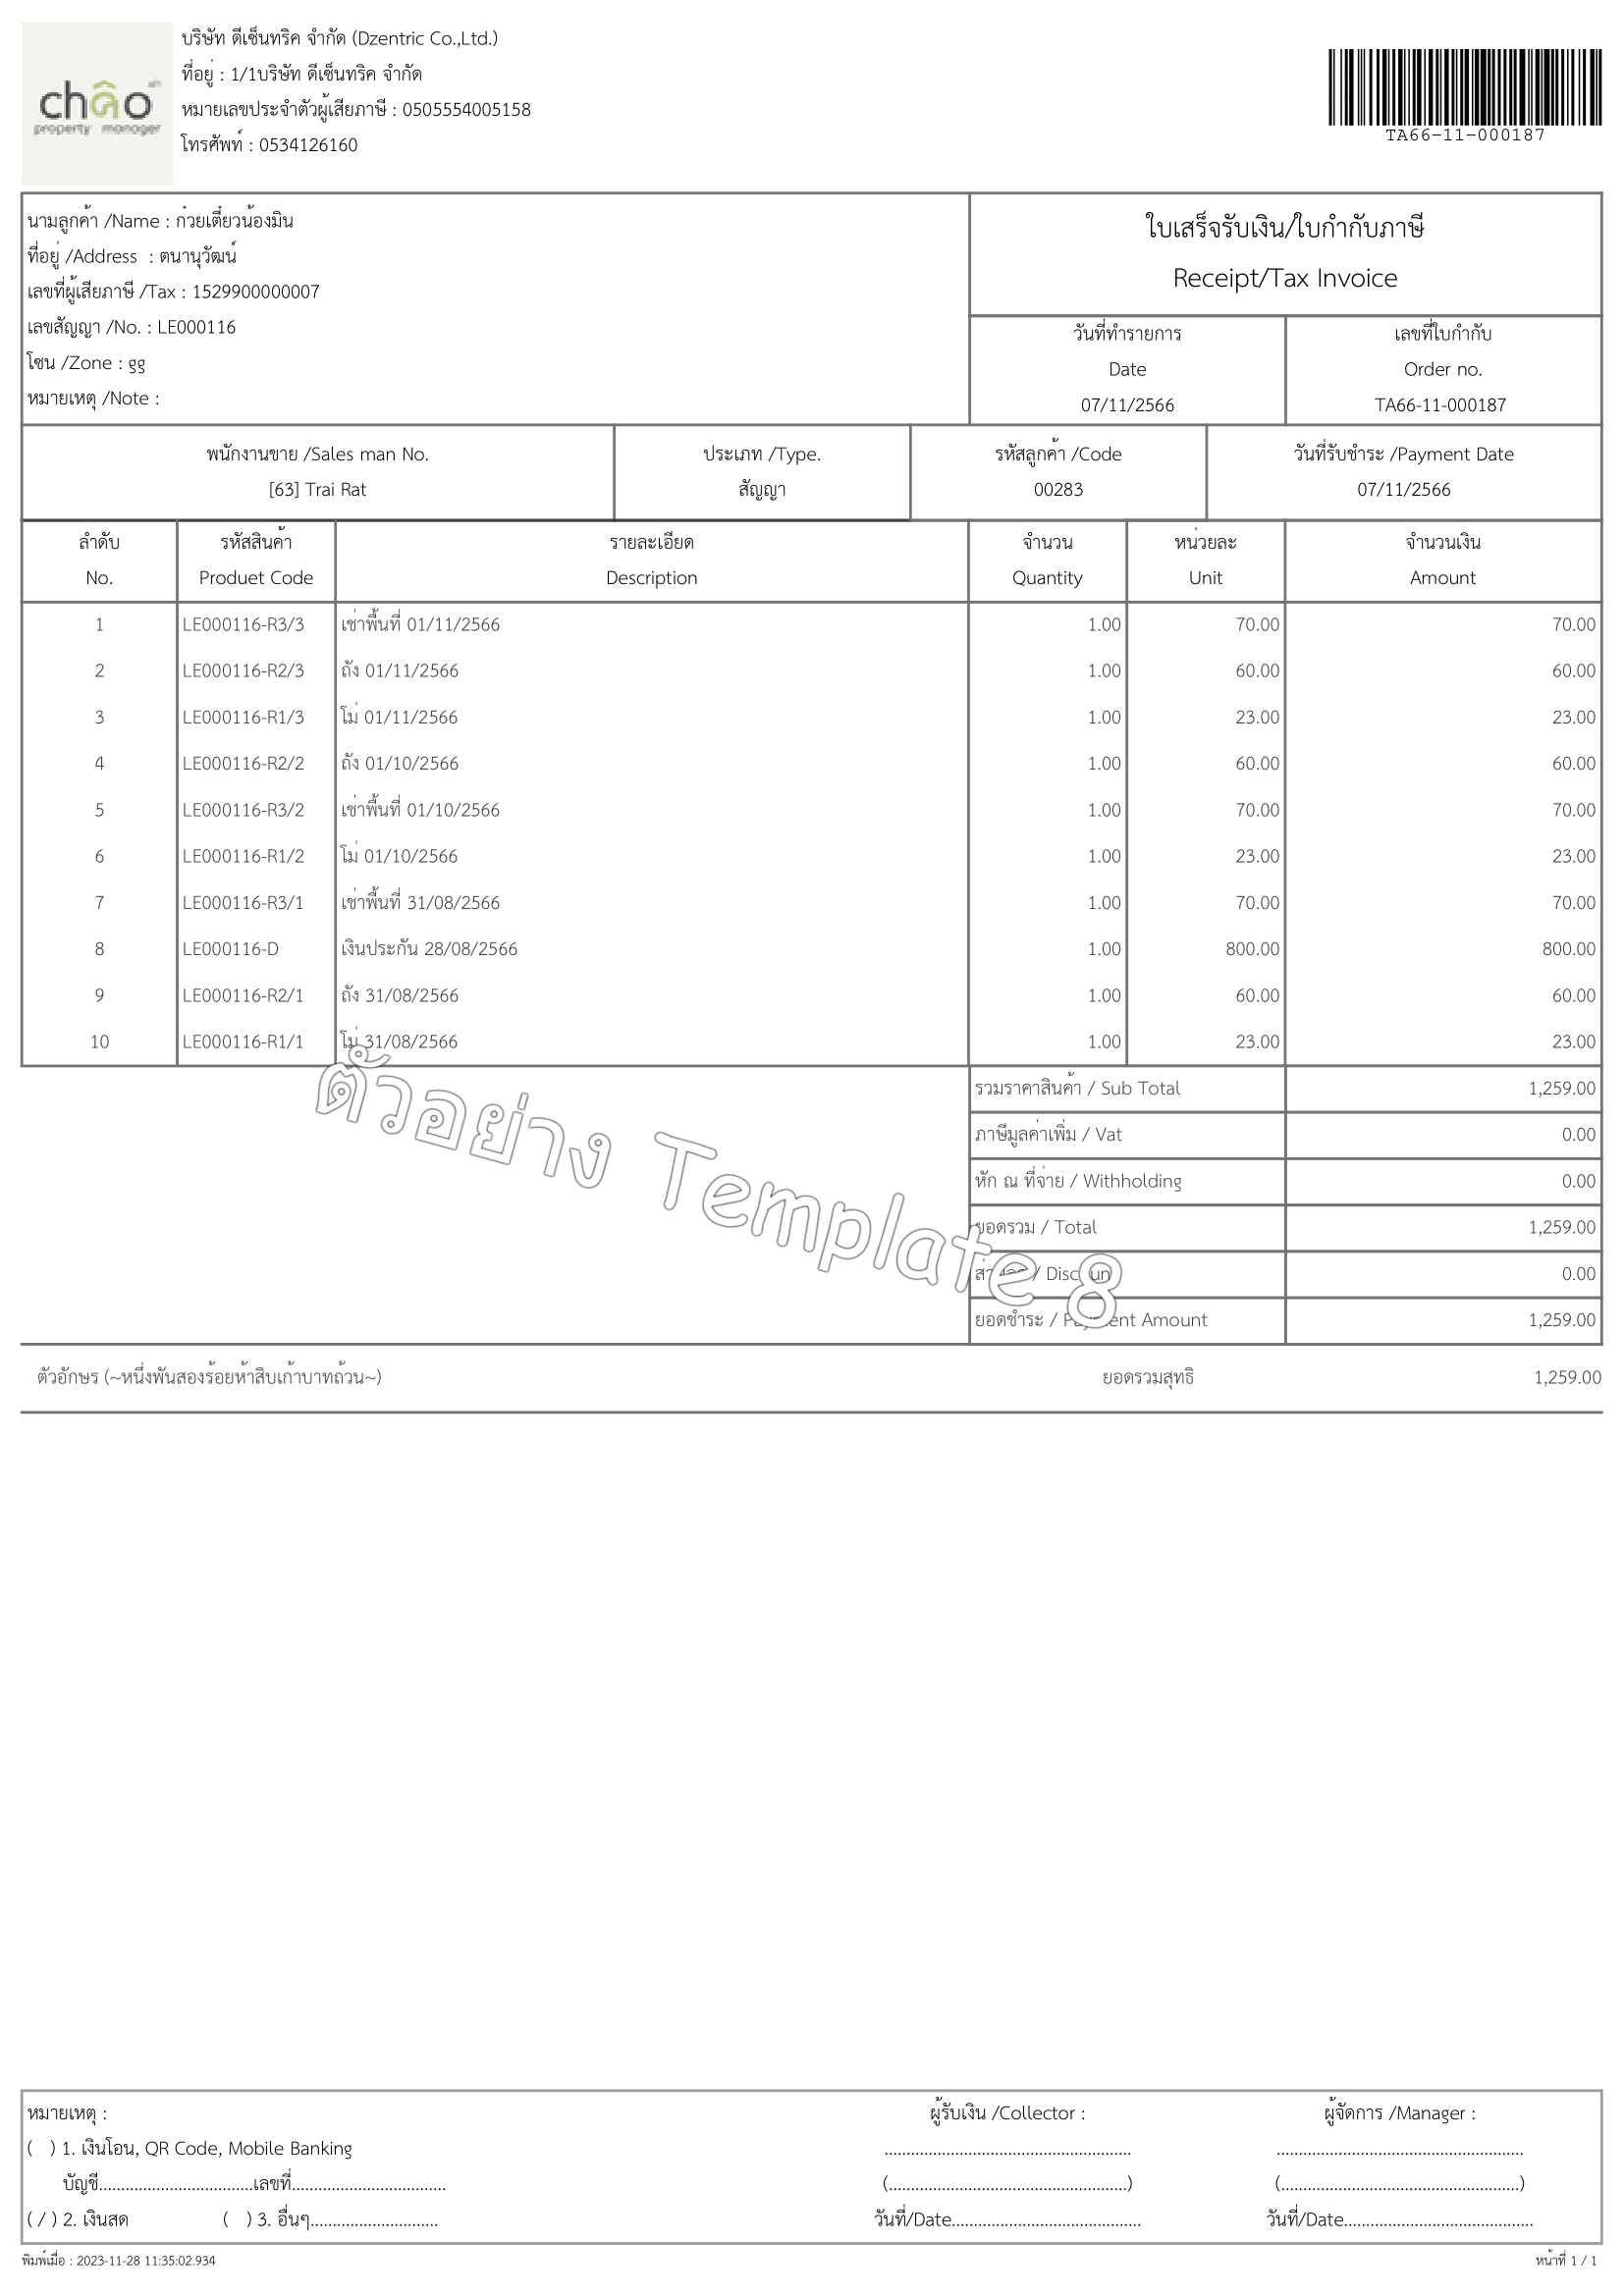 châo เช่า
property manager
บริษัท ดีเซ็นทริค จำกัด (Dzentric Co.,Ltd.)
ที่อยู่ : 1/1บริษัท ดีเซ็นทริค จำกัด
หมายเลขประจำตัวผู้เสียภาษี : 0505554005158
โทรศัพท์ : 0534126160
TA66-11-000187
นามลูกค้า /Name : ก๋วยเตี๋ยวน้องมิน
ที่อยู่ /Address : ตนานุวัฒน์
เลขที่ผู้เสียภาษี /Tax : 1529900000007
เลขสัญญา /No. : LE000116
โซน /Zone : gg
หมายเหตุ /Note :
ใบเสร็จรับเงิน/ใบกำกับภาษี
Receipt/Tax Invoice
วันที่ทำรายการ เลขที่ใบกำกับ
Date Order no.
07/11/2566 TA66-11-000187
พนักงานขาย /Sales man No. ประเภท /Type. รหัสลูกค้า /Code วันที่รับชำระ /Payment Date
[63] Trai Rat สัญญา 00283 07/11/2566
ลำดับ รหัสสินค้า รายละเอียด จำนวน หน่วยละ จำนวนเงิน
No. Produet Code Description Quantity Unit Amount
1 LE000116-R3/3 เช่าพื้นที่ 01/11/2566 1.00 70.00 70.00
2 LE000116-R2/3 ถัง 01/11/2566 1.00 60.00 60.00
3 LE000116-R1/3 โม่ 01/11/2566 1.00 23.00 23.00
4 LE000116-R2/2 ถัง 01/10/2566 1.00 60.00 60.00
5 LE000116-R3/2 เช่าพื้นที่ 01/10/2566 1.00 70.00 70.00
6 LE000116-R1/2 โม่ 01/10/2566 1.00 23.00 23.00
7 LE000116-R3/1 เช่าพื้นที่ 31/08/2566 1.00 70.00 70.00
8 LE000116-D เงินประกัน 28/08/2566 1.00 800.00 800.00
9 LE000116-R2/1 ถัง 31/08/2566 1.00 60.00 60.00
10 LE000116-R1/1 โม่ 31/08/2566 1.00 23.00 23.00
ตัวอย่าง Template 8
รวมราคาสินค้า / Sub Total 1,259.00
ภาษีมูลค่าเพิ่ม / Vat 0.00
หัก ณ ที่จ่าย / Withholding 0.00
ยอดรวม / Total 1,259.00
ส่วนลด / Discount 0.00
ยอดชำระ / Payment Amount 1,259.00
ตัวอักษร (~หนึ่งพันสองร้อยห้าสิบเก้าบาทถ้วน~) ยอดรวมสุทธิ 1,259.00
หมายเหตุ : ผู้รับเงิน /Collector : ผู้จัดการ /Manager :
( ) 1. เงินโอน, QR Code, Mobile Banking ........................................................ ........................................................
บัญชี...................................เลขที่................................... (......................................................) (......................................................)
( / ) 2. เงินสด ( ) 3. อื่นๆ............................. วันที่/Date........................................... วันที่/Date...........................................
พิมพ์เมื่อ : 2023-11-28 11:35:02.934 หน้าที่ 1 / 1